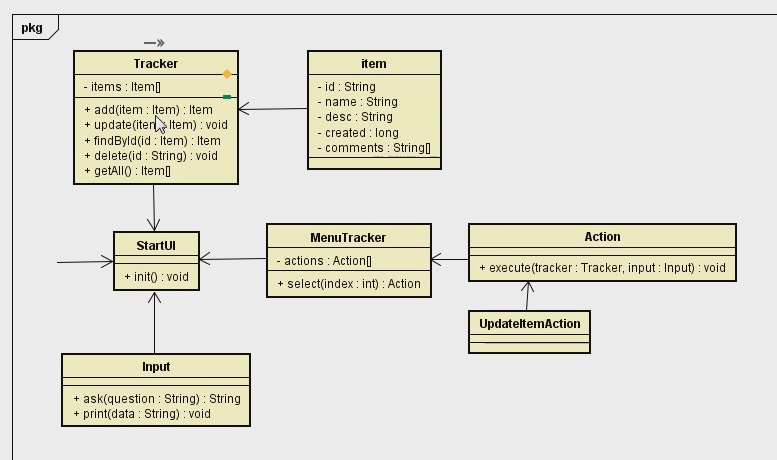 pkg
Tracker
- items : Item[]
+ add(item : Item) : Item
+ update(item : Item) : void
+ findById(id : Item) : Item
+ delete(id : String) : void
+ getAll() : Item[]
item
- id : String
- name : String
- desc : String
- created : long
- comments : String[]
StartUI
+ init() : void
MenuTracker
- actions : Action[]
+ select(index : int) : Action
Action
+ execute(tracker : Tracker, input : Input) : void
UpdateItemAction
Input
+ ask(question : String) : String
+ print(data : String) : void